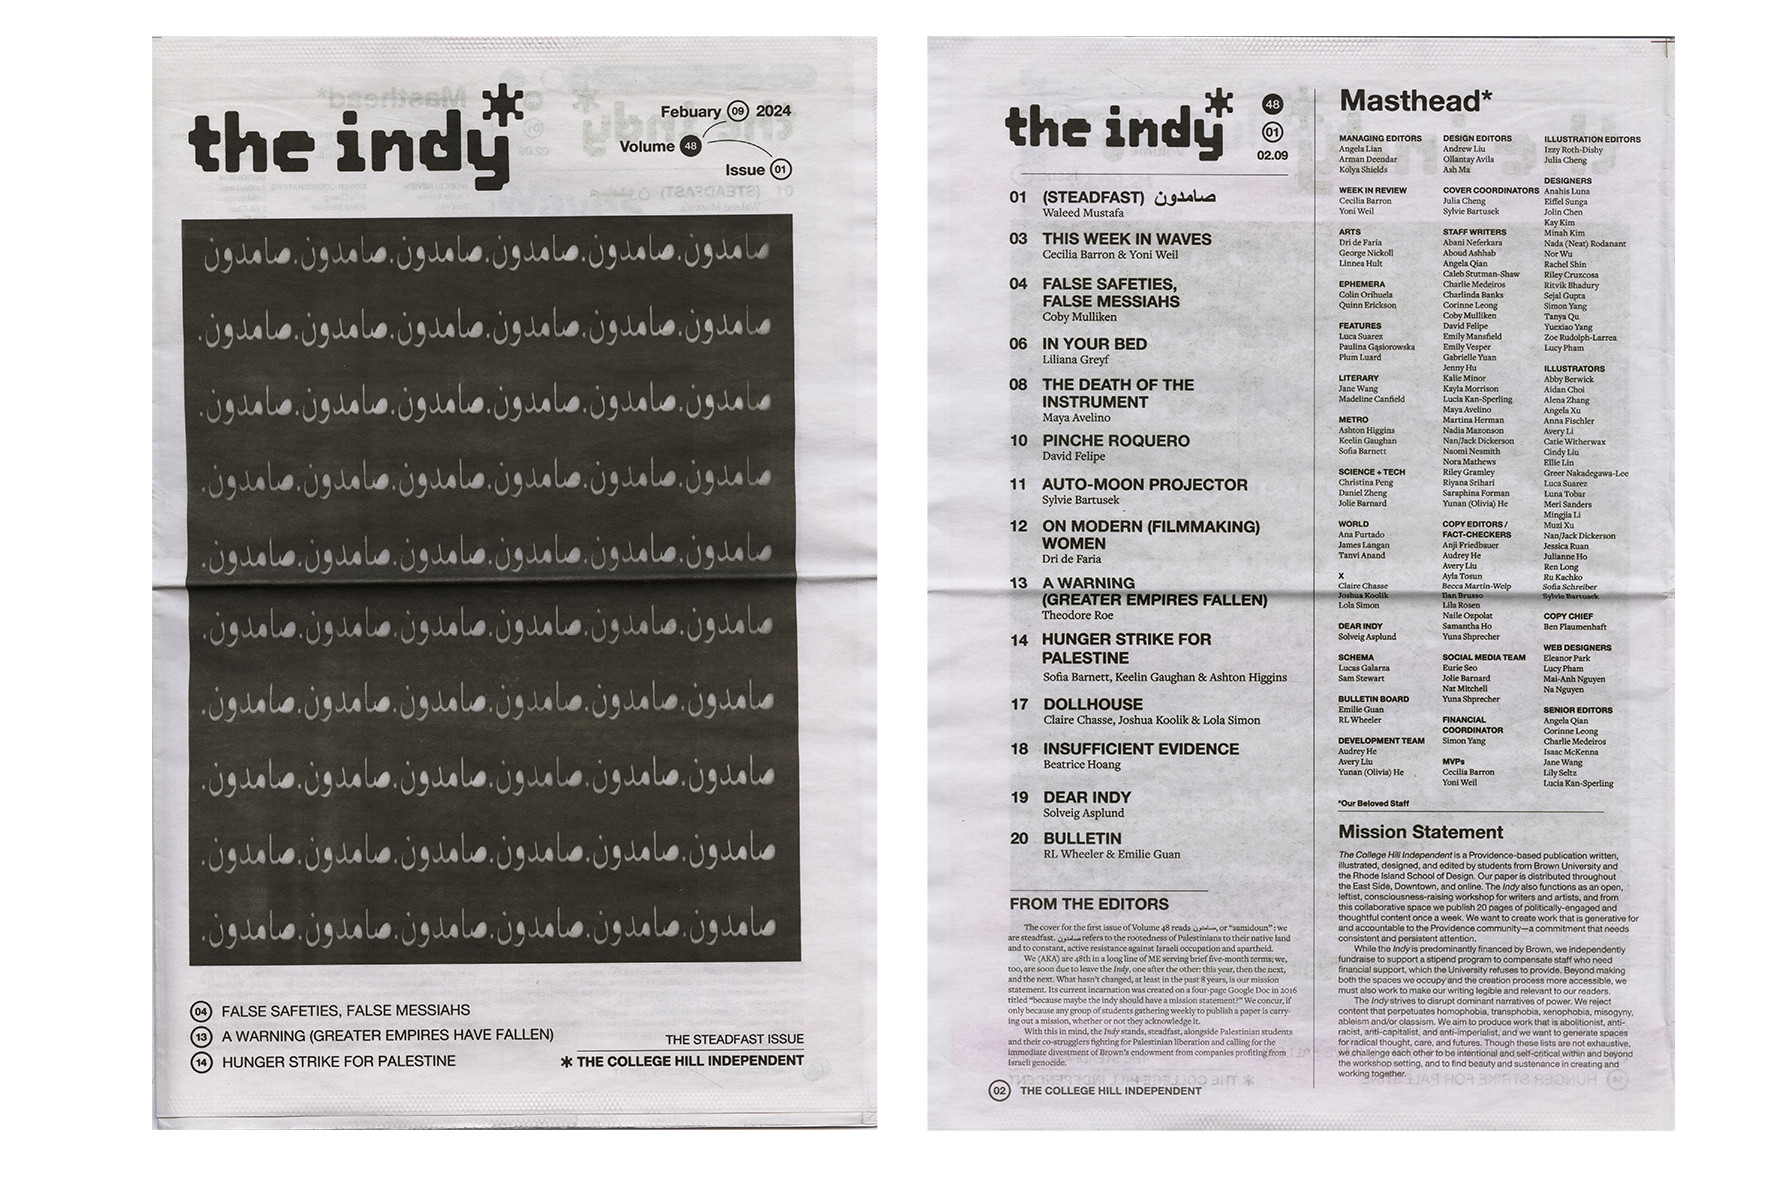 the indy*
Febuary 09 2024
Volume 48
Issue 01
صامدون.صامدون.صامدون.صامدون.صامدون.صامدون
صامدون.صامدون.صامدون.صامدون.صامدون.صامدون.
صامدون.صامدون.صامدون.صامدون.صامدون.صامدون.
صامدون.صامدون.صامدون.صامدون.صامدون.صامدون.
صامدون.صامدون.صامدون.صامدون.صامدون.صامدون.
صامدون.صامدون.صامدون.صامدون.صامدون.صامدون.
صامدون.صامدون.صامدون.صامدون.صامدون.صامدون.
صامدون.صامدون.صامدون.صامدون.صامدون.صامدون.
صامدون.صامدون.صامدون.صامدون.صامدون.صامدون.
صامدون.صامدون.صامدون.صامدون.صامدون.صامدون.
04 FALSE SAFETIES, FALSE MESSIAHS
13 A WARNING (GREATER EMPIRES HAVE FALLEN)
14 HUNGER STRIKE FOR PALESTINE
THE STEADFAST ISSUE
* THE COLLEGE HILL INDEPENDENT
the indy*
48
01
02.09
01 (STEADFAST) صامدون
Waleed Mustafa
03 THIS WEEK IN WAVES
Cecilia Barron & Yoni Weil
04 FALSE SAFETIES,
FALSE MESSIAHS
Coby Mulliken
06 IN YOUR BED
Liliana Greyf
08 THE DEATH OF THE
INSTRUMENT
Maya Avelino
10 PINCHE ROQUERO
David Felipe
11 AUTO-MOON PROJECTOR
Sylvie Bartusek
12 ON MODERN (FILMMAKING)
WOMEN
Dri de Faria
13 A WARNING
(GREATER EMPIRES FALLEN)
Theodore Roe
14 HUNGER STRIKE FOR
PALESTINE
Sofia Barnett, Keelin Gaughan & Ashton Higgins
17 DOLLHOUSE
Claire Chasse, Joshua Koolik & Lola Simon
18 INSUFFICIENT EVIDENCE
Beatrice Hoang
19 DEAR INDY
Solveig Asplund
20 BULLETIN
RL Wheeler & Emilie Guan
FROM THE EDITORS
The cover for the first issue of Volume 48 reads صامدون, or “samidoun”: we
are steadfast. صامدون refers to the rootedness of Palestinians to their native land
and to constant, active resistance against Israeli occupation and apartheid.
We (AKA) are 48th in a long line of ME serving brief five-month terms; we,
too, are soon due to leave the Indy, one after the other: this year, then the next,
and the next. What hasn’t changed, at least in the past 8 years, is our mission
statement. Its current incarnation was created on a four-page Google Doc in 2016
titled “because maybe the indy should have a mission statement?” We concur, if
only because any group of students gathering weekly to publish a paper is carry-
ing out a mission, whether or not they acknowledge it.
With this in mind, the Indy stands, steadfast, alongside Palestinian students
and their co-strugglers fighting for Palestinian liberation and calling for the
immediate divestment of Brown’s endowment from companies profiting from
Israeli genocide.
02 THE COLLEGE HILL INDEPENDENT
Masthead*
MANAGING EDITORS
Angela Lian
Arman Deendar
Kolya Shields
WEEK IN REVIEW
Cecilia Barron
Yoni Weil
ARTS
Dri de Faria
George Nickoll
Linnea Hult
EPHEMERA
Colin Orihuela
Quinn Erickson
FEATURES
Luca Suarez
Paulina Gąsiorowska
Plum Luard
LITERARY
Jane Wang
Madeline Canfield
METRO
Ashton Higgins
Keelin Gaughan
Sofia Barnett
SCIENCE + TECH
Christina Peng
Daniel Zheng
Jolie Barnard
WORLD
Ana Furtado
James Langan
Tanvi Anand
X
Claire Chasse
Joshua Koolik
Lola Simon
DEAR INDY
Solveig Asplund
SCHEMA
Lucas Galarza
Sam Stewart
BULLETIN BOARD
Emilie Guan
RL Wheeler
DEVELOPMENT TEAM
Audrey He
Avery Liu
Yunan (Olivia) He
DESIGN EDITORS
Andrew Liu
Ollantay Avila
Ash Ma
COVER COORDINATORS
Julia Cheng
Sylvie Bartusek
STAFF WRITERS
Abani Neferkara
Aboud Ashhab
Angela Qian
Caleb Stutman-Shaw
Charlie Medeiros
Charlinda Banks
Corinne Leong
Coby Mulliken
David Felipe
Emily Mansfield
Emily Vesper
Gabrielle Yuan
Jenny Hu
Kalie Minor
Kayla Morrison
Lucia Kan-Sperling
Maya Avelino
Martina Herman
Nadia Mazonson
Nan/Jack Dickerson
Naomi Nesmith
Nora Mathews
Riley Gramley
Riyana Srihari
Saraphina Forman
Yunan (Olivia) He
COPY EDITORS /
FACT-CHECKERS
Anji Friedbauer
Audrey He
Avery Liu
Ayla Tosun
Becca Martin-Welp
Ilan Brusso
Lila Rosen
Naile Ozpolat
Samantha Ho
Yuna Shprecher
SOCIAL MEDIA TEAM
Eurie Seo
Jolie Barnard
Nat Mitchell
Yuna Shprecher
FINANCIAL
COORDINATOR
Simon Yang
MVPs
Cecilia Barron
Yoni Weil
ILLUSTRATION EDITORS
Izzy Roth-Dishy
Julia Cheng
DESIGNERS
Anahis Luna
Eiffel Sunga
Jolin Chen
Kay Kim
Minah Kim
Nada (Neat) Rodanant
Nor Wu
Rachel Shin
Riley Cruzcosa
Ritvik Bhadury
Sejal Gupta
Simon Yang
Tanya Qu
Yuexiao Yang
Zoe Rudolph-Larrea
Lucy Pham
ILLUSTRATORS
Abby Berwick
Aidan Choi
Alena Zhang
Angela Xu
Anna Fischler
Avery Li
Catie Witherwax
Cindy Liu
Ellie Lin
Greer Nakadegawa-Lee
Luca Suarez
Luna Tobar
Meri Sanders
Mingjia Li
Muzi Xu
Nan/Jack Dickerson
Jessica Ruan
Julianne Ho
Ren Long
Ru Kachko
Sofia Schreiber
Sylvie Bartusek
COPY CHIEF
Ben Flaumenhaft
WEB DESIGNERS
Eleanor Park
Lucy Pham
Mai-Anh Nguyen
Na Nguyen
SENIOR EDITORS
Angela Qian
Corinne Leong
Charlie Medeiros
Isaac McKenna
Jane Wang
Lily Seltz
Lucia Kan-Sperling
*Our Beloved Staff
Mission Statement
The College Hill Independent is a Providence-based publication written,
illustrated, designed, and edited by students from Brown University and
the Rhode Island School of Design. Our paper is distributed throughout
the East Side, Downtown, and online. The Indy also functions as an open,
leftist, consciousness-raising workshop for writers and artists, and from
this collaborative space we publish 20 pages of politically-engaged and
thoughtful content once a week. We want to create work that is generative for
and accountable to the Providence community—a commitment that needs
consistent and persistent attention.
While the Indy is predominantly financed by Brown, we independently
fundraise to support a stipend program to compensate staff who need
financial support, which the University refuses to provide. Beyond making
both the spaces we occupy and the creation process more accessible, we
must also work to make our writing legible and relevant to our readers.
The Indy strives to disrupt dominant narratives of power. We reject
content that perpetuates homophobia, transphobia, xenophobia, misogyny,
ableism and/or classism. We aim to produce work that is abolitionist, anti-
racist, anti-capitalist, and anti-imperialist, and we want to generate spaces
for radical thought, care, and futures. Though these lists are not exhaustive,
we challenge each other to be intentional and self-critical within and beyond
the workshop setting, and to find beauty and sustenance in creating and
working together.